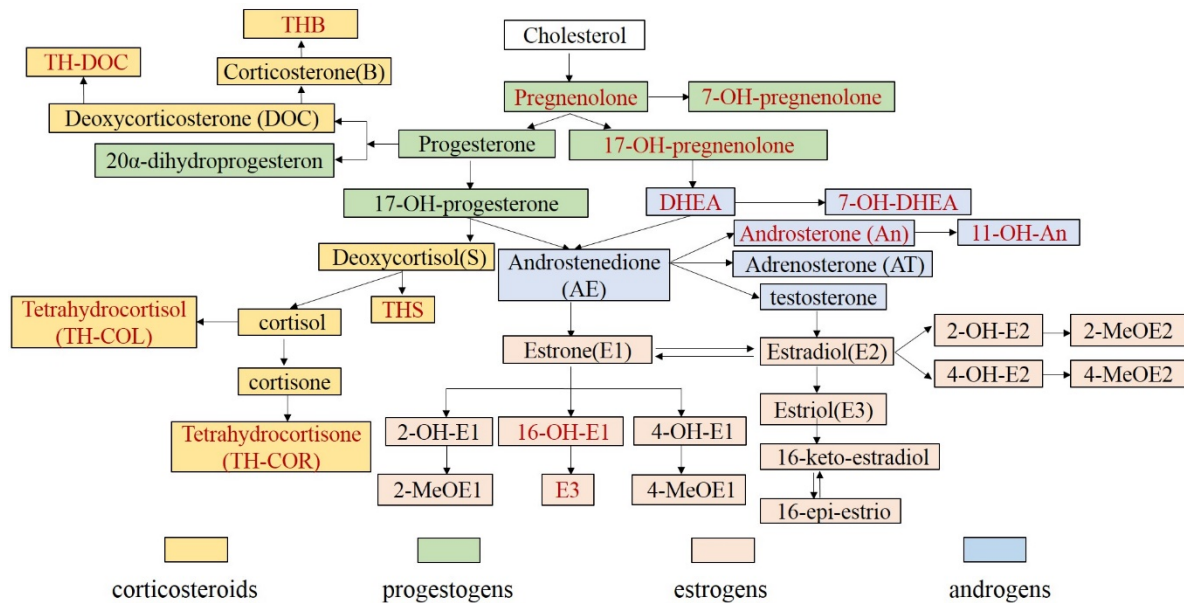 THB
Cholesterol
TH-DOC
Corticosterone(B)
Pregnenolone
7-OH-pregnenolone
Deoxycorticosterone (DOC)
Progesterone
17-OH-pregnenolone
20α-dihydroprogesteron
17-OH-progesterone
DHEA
7-OH-DHEA
Androsterone (An)
11-OH-An
Deoxycortisol(S)
Androstenedione
(AE)
Adrenosterone (AT)
testosterone
Tetrahydrocortisol
(TH-COL)
cortisol
THS
Estrone(E1)
Estradiol(E2)
2-OH-E2
2-MeOE2
4-OH-E2
4-MeOE2
cortisone
Estriol(E3)
Tetrahydrocortisone
(TH-COR)
2-OH-E1
16-OH-E1
4-OH-E1
16-keto-estradiol
2-MeOE1
E3
4-MeOE1
16-epi-estrio
corticosteroids
progestogens
estrogens
androgens